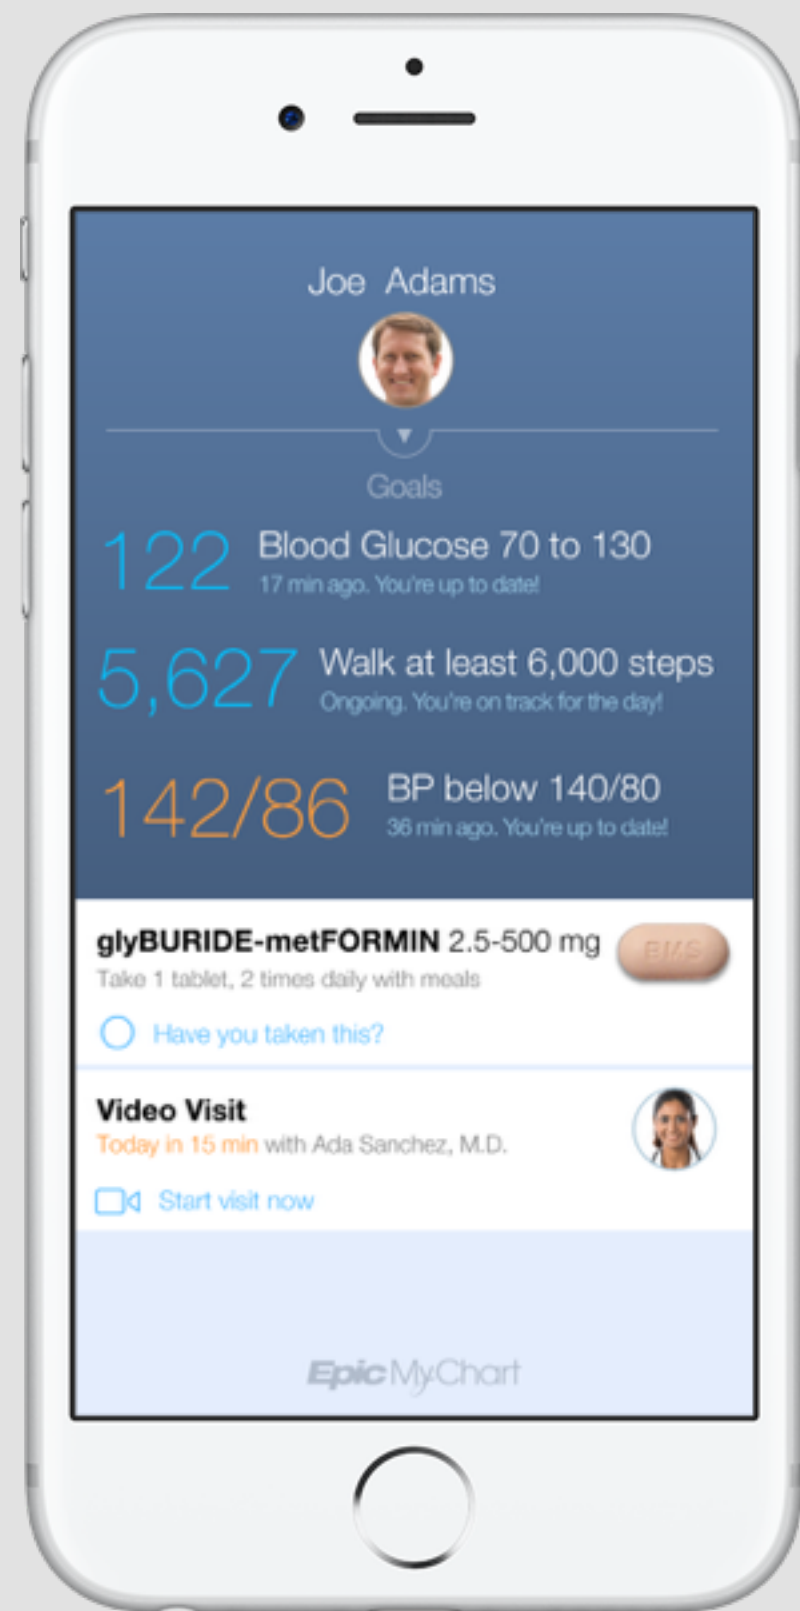 Joe Adams
Goals
122
Blood Glucose 70 to 130
17 min ago. You're up to date!
5,627
Walk at least 6,000 steps
Ongoing. You're on track for the day!
142/86
BP below 140/80
36 min ago. You're up to date!
glyBURIDE-metFORMIN 2.5-500 mg
BMS
Take 1 tablet, 2 times daily with meals
Have you taken this?
Video Visit
Today in 15 min with Ada Sanchez, M.D.
Start visit now
Epic MyChart